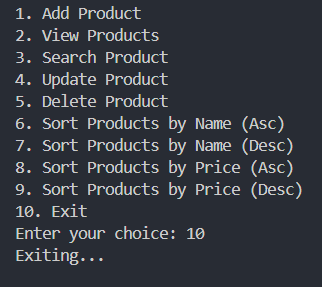 1. Add Product
2. View Products
3. Search Product
4. Update Product
5. Delete Product
6. Sort Products by Name (Asc)
7. Sort Products by Name (Desc)
8. Sort Products by Price (Asc)
9. Sort Products by Price (Desc)
10. Exit
Enter your choice: 10
Exiting...